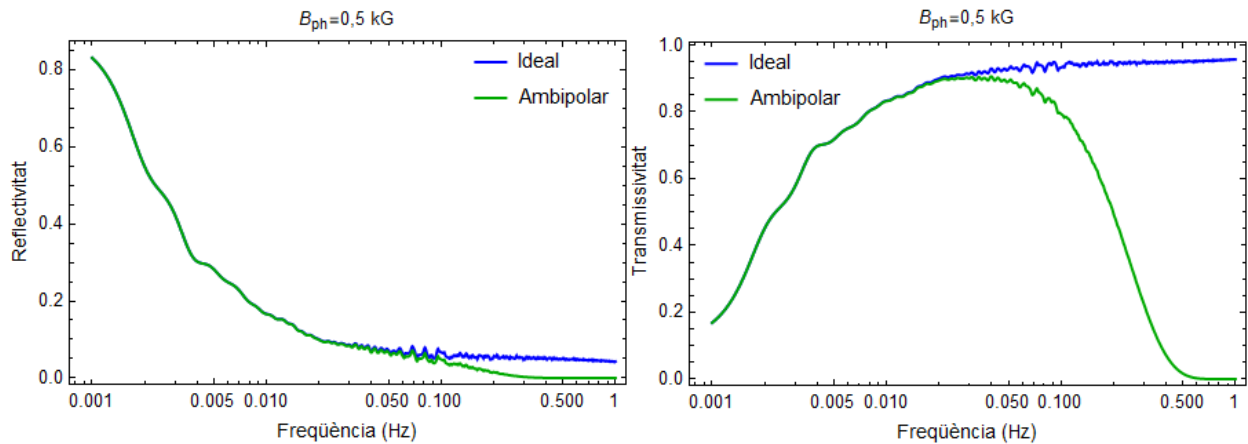 B_ph=0,5 kG
Reflectivitat
0.8
0.6
0.4
0.2
0.0
Ideal
Ambipolar
0.001 0.005 0.010 0.050 0.100 0.500 1
Freqüència (Hz)
B_ph=0,5 kG
Transmissivitat
1.0
0.8
0.6
0.4
0.2
0.0
Ideal
Ambipolar
0.001 0.005 0.010 0.050 0.100 0.500 1
Freqüència (Hz)